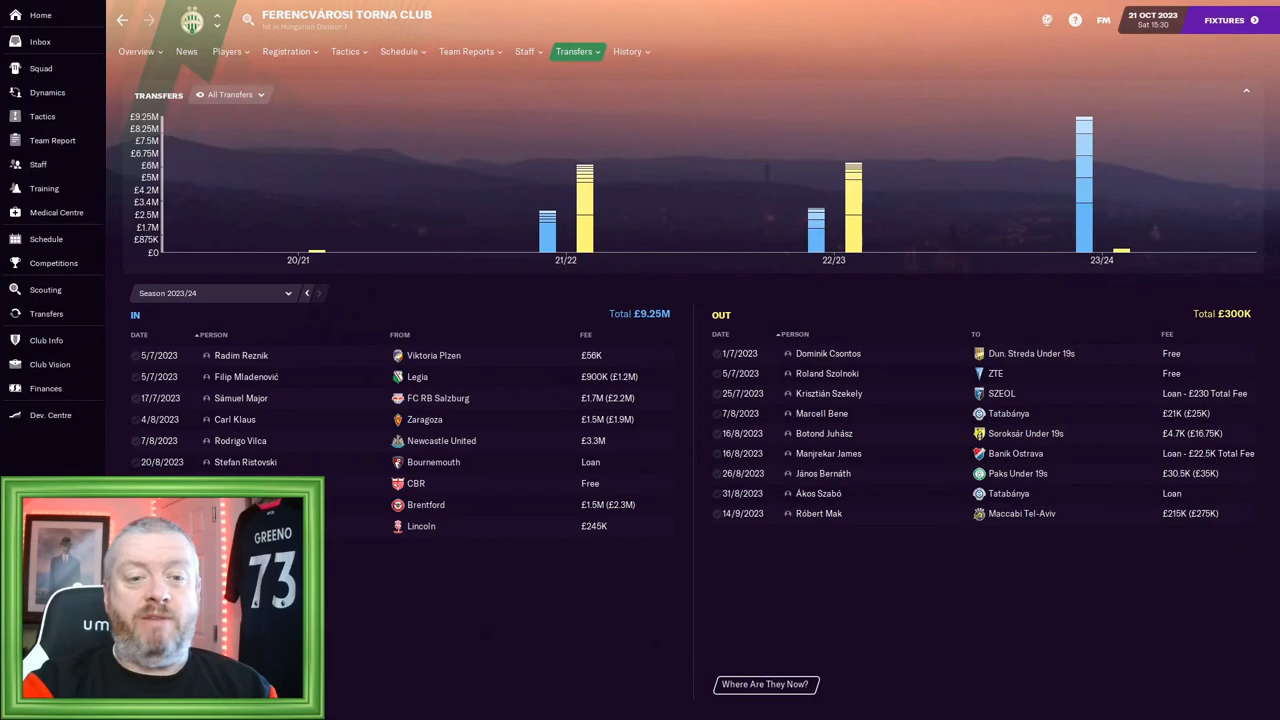 Home
Inbox
Squad
Dynamics
Tactics
Team Report
Staff
Training
Medical Centre
Schedule
Competitions
Scouting
Transfers
Club Info
Club Vision
Finances
Dev. Centre
FERENCVÁROSI TORNA CLUB
1st in Hungarian Division I
FM
21 OCT 2023
Sat 15:30
FIXTURES
Overview News Players Registration Tactics Schedule Team Reports Staff Transfers History
TRANSFERS All Transfers
£9.25M
£8.25M
£7.5M
£6.75M
£6M
£5M
£4.2M
£3.4M
£2.5M
£1.7M
£875K
£0
20/21 21/22 22/23 23/24
Season 2023/24
IN Total £9.25M
DATE PERSON FROM FEE
5/7/2023 Radim Reznik Viktoria Plzen £56K
5/7/2023 Filip Mladenović Legia £900K (£1.2M)
17/7/2023 Sámuel Major FC RB Salzburg £1.7M (£2.2M)
4/8/2023 Carl Klaus Zaragoza £1.5M (£1.9M)
7/8/2023 Rodrigo Vilca Newcastle United £3.3M
20/8/2023 Stefan Ristovski Bournemouth Loan
CBR Free
Brentford £1.5M (£2.3M)
Lincoln £245K
OUT Total £300K
DATE PERSON TO FEE
1/7/2023 Dominik Csontos Dun. Streda Under 19s Free
5/7/2023 Roland Szolnoki ZTE Free
25/7/2023 Krisztián Szekely SZEOL Loan - £230 Total Fee
7/8/2023 Marcell Bene Tatabánya £21K (£25K)
16/8/2023 Botond Juhász Soroksár Under 19s £4.7K (£16.75K)
16/8/2023 Manjrekar James Banik Ostrava Loan - £22.5K Total Fee
26/8/2023 János Bernáth Paks Under 19s £30.5K (£35K)
31/8/2023 Ákos Szabó Tatabánya Loan
14/9/2023 Róbert Mak Maccabi Tel-Aviv £215K (£275K)
Where Are They Now?
GREENO
73
um